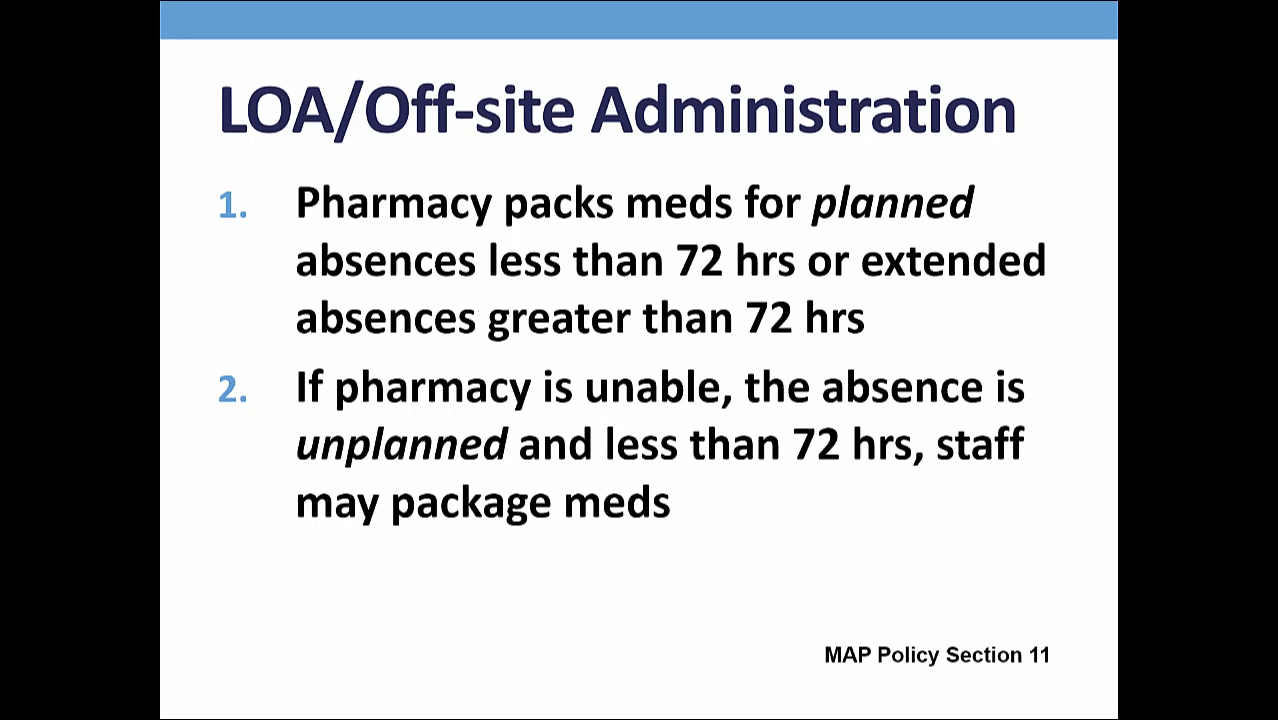 LOA/Off-site Administration
1. Pharmacy packs meds for planned
absences less than 72 hrs or extended
absences greater than 72 hrs
2. If pharmacy is unable, the absence is
unplanned and less than 72 hrs, staff
may package meds
MAP Policy Section 11